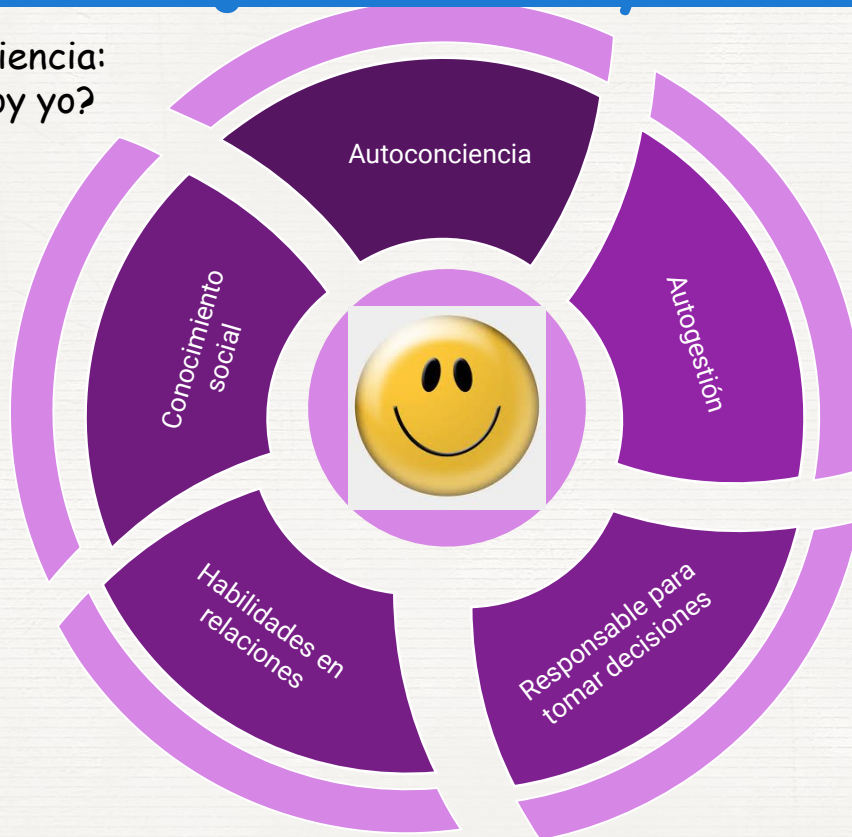 iencia:
oy yo?
Autoconciencia
Autogestión
Responsable para
tomar decisiones
Habilidades en
relaciones
Conocimiento
social